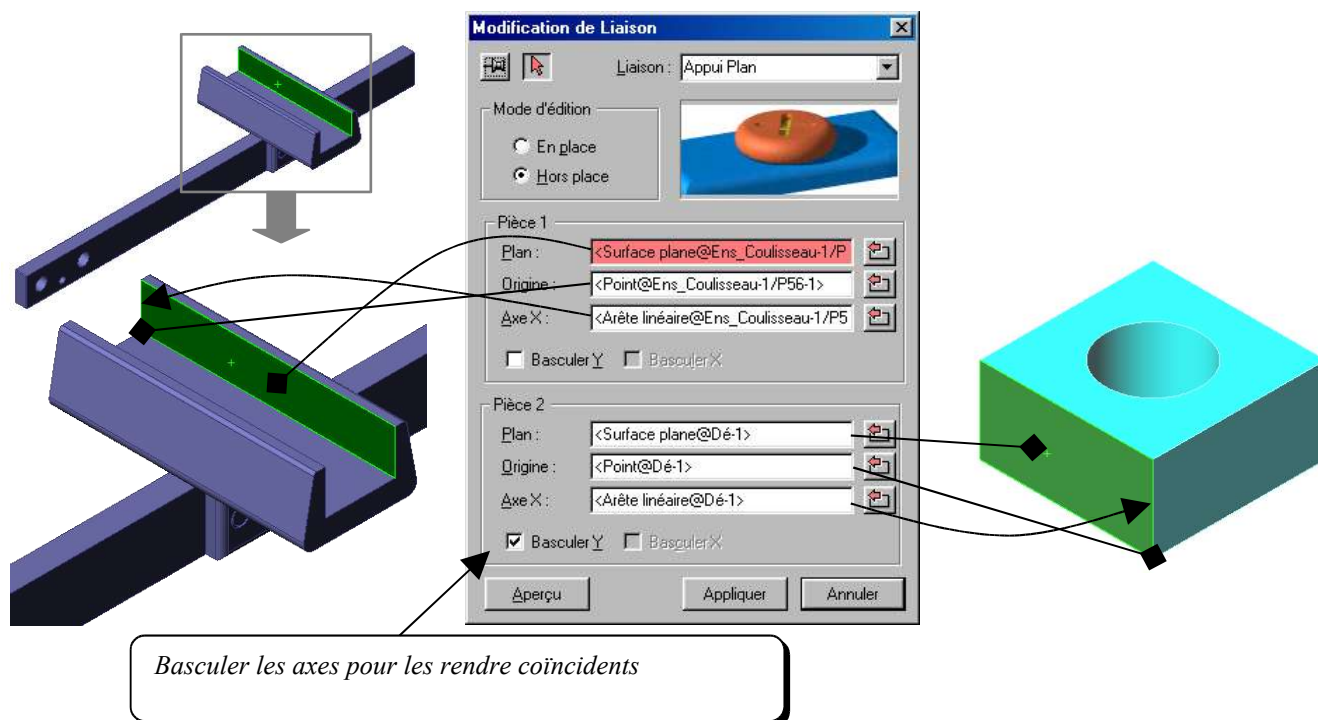 Modification de Liaison
Liaison : Appui Plan
Mode d'édition
En place
Hors place
Pièce 1
Plan : <Surface plane@Ens_Coulisseau-1/P
Origine : <Point@Ens_Coulisseau-1/P56-1>
Axe X : <Arête linéaire@Ens_Coulisseau-1/P5
Basculer Y Basculer X
Pièce 2
Plan : <Surface plane@Dé-1>
Origine : <Point@Dé-1>
Axe X : <Arête linéaire@Dé-1>
Basculer Y Basculer X
Aperçu Appliquer Annuler
Basculer les axes pour les rendre coïncidents